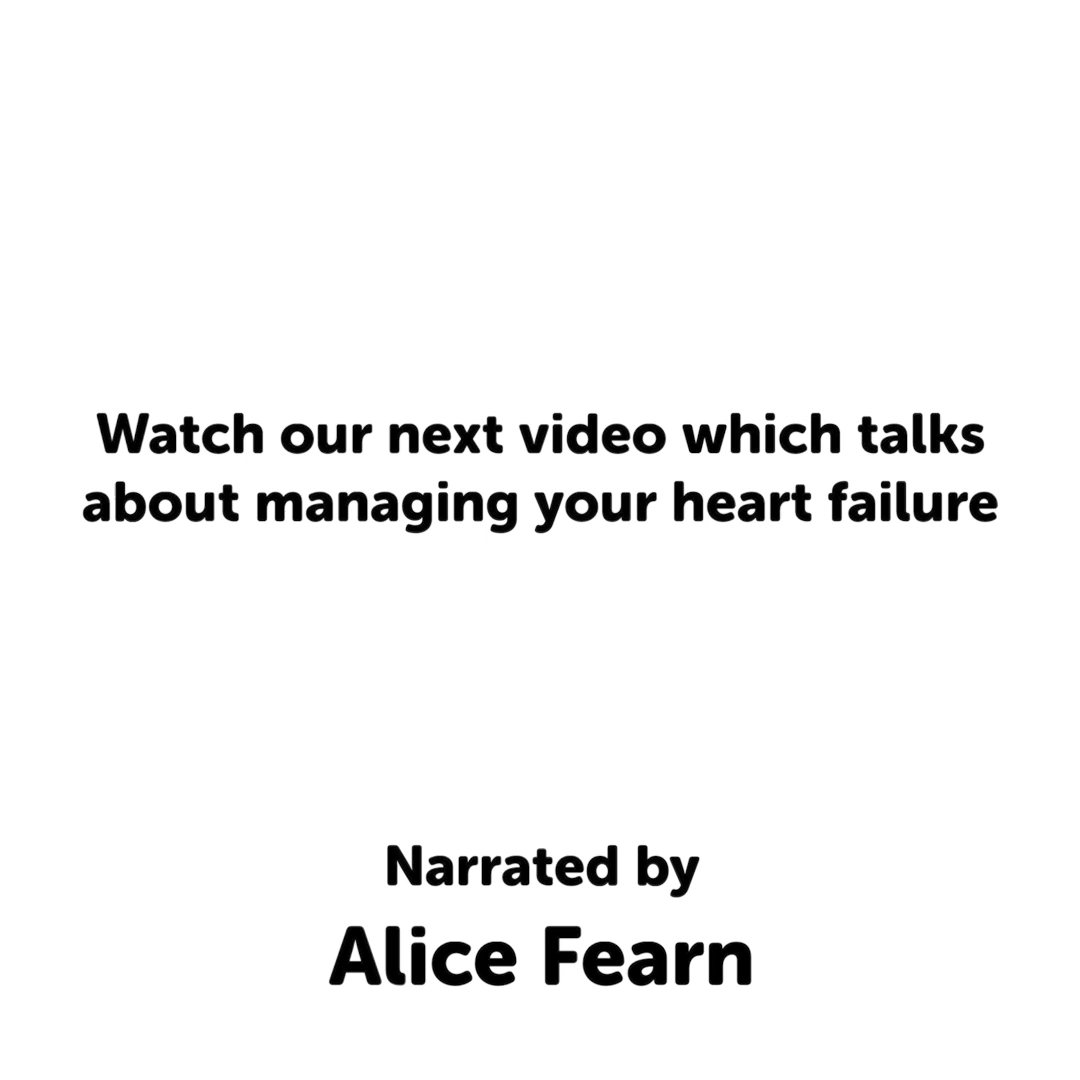 Watch our next video which talks
about managing your heart failure
Narrated by
Alice Fearn